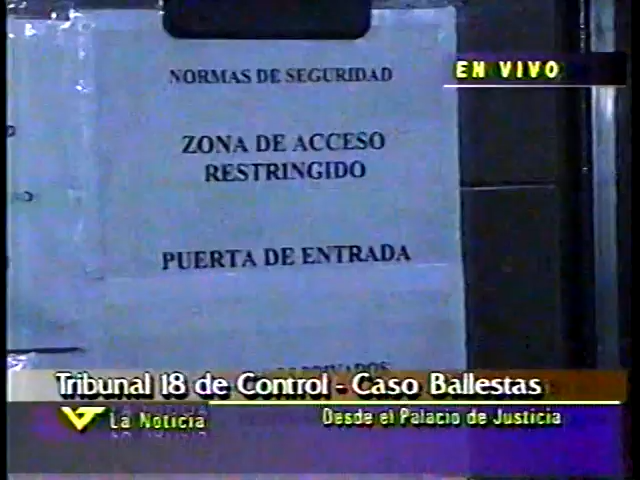 NORMAS DE SEGURIDAD
EN VIVO
ZONA DE ACCESO
RESTRINGIDO
PUERTA DE ENTRADA
Tribunal 18 de Control - Caso Ballestas
La Noticia
Desde el Palacio de Justicia